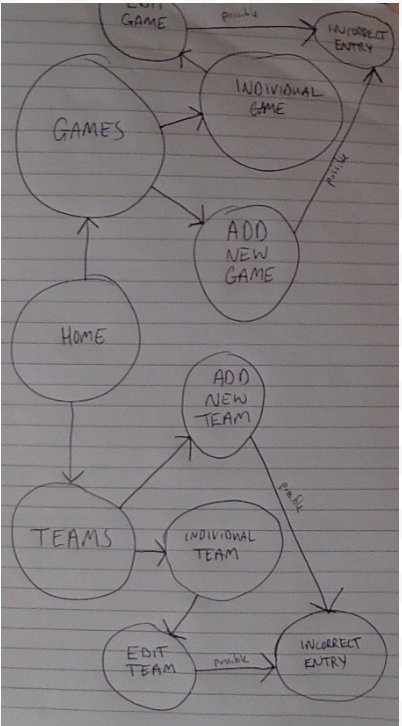 EDIT
GAME
possible
INCORRECT
ENTRY
INDIVIDUAL
GAME
GAMES
possible
ADD
NEW
GAME
HOME
ADD
NEW
TEAM
possible
TEAMS
INDIVIDUAL
TEAM
EDIT
TEAM
possible
INCORRECT
ENTRY